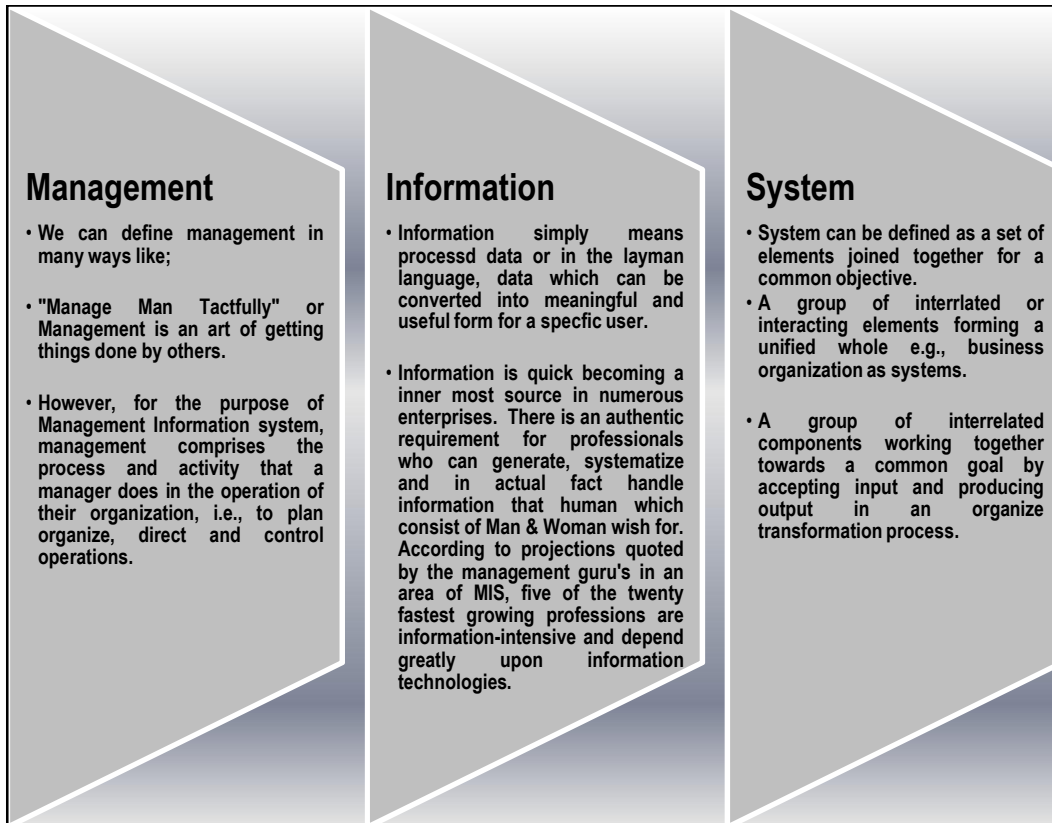 Management
• We can define management in
many ways like;
• "Manage Man Tactfully" or
Management is an art of getting
things done by others.
• However, for the purpose of
Management Information system,
management comprises the
process and activity that a
manager does in the operation of
their organization, i.e., to plan
organize, direct and control
operations.
Information
• Information simply means
processd data or in the layman
language, data which can be
converted into meaningful and
useful form for a specfic user.
• Information is quick becoming a
inner most source in numerous
enterprises. There is an authentic
requirement for professionals
who can generate, systematize
and in actual fact handle
information that human which
consist of Man & Woman wish for.
According to projections quoted
by the management guru's in an
area of MIS, five of the twenty
fastest growing professions are
information-intensive and depend
greatly upon information
technologies.
System
• System can be defined as a set of
elements joined together for a
common objective.
• A group of interrlated or
interacting elements forming a
unified whole e.g., business
organization as systems.
• A group of interrelated
components working together
towards a common goal by
accepting input and producing
output in an organize
transformation process.